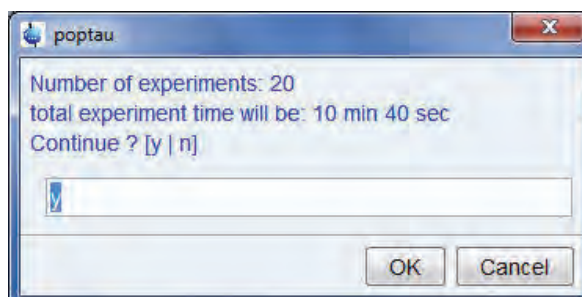 poptau
Number of experiments: 20
total experiment time will be: 10 min 40 sec
Continue ? [y | n]
y
OK Cancel